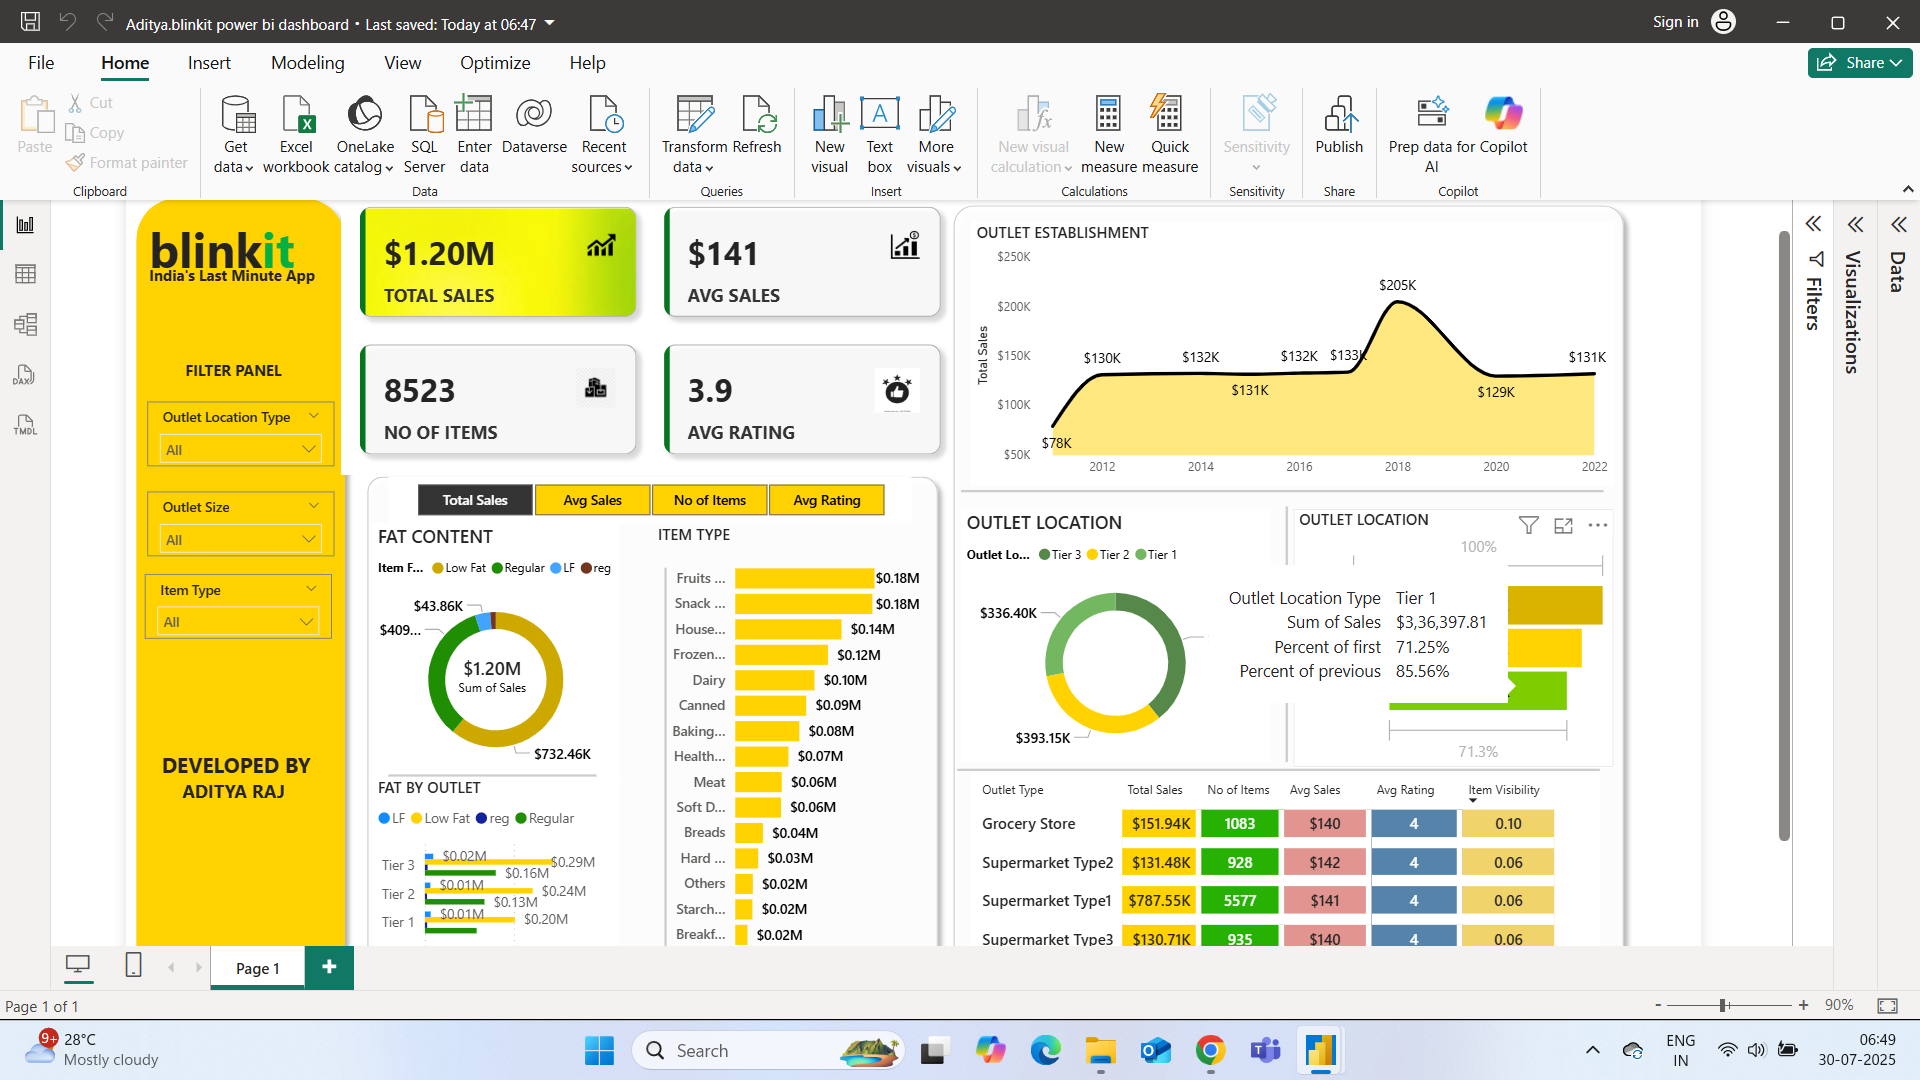 Aditya.blinkit power bi dashboard • Last saved: Today at 06:47
Sign in
File Home Insert Modeling View Optimize Help
Share
Paste
Cut
Copy
Format painter
Clipboard
Get data
Excel workbook
OneLake catalog
SQL Server
Enter data
Dataverse
Recent sources
Data
Transform data
Refresh
Queries
New visual
Text box
More visuals
Insert
New visual calculation
New measure
Quick measure
Calculations
Sensitivity
Sensitivity
Publish
Share
Prep data for AI
Copilot
Copilot
DAX
TMDL
blinkit
India's Last Minute App
FILTER PANEL
Outlet Location Type
All
Outlet Size
All
Item Type
All
DEVELOPED BY
ADITYA RAJ
$1.20M
TOTAL SALES
$141
AVG SALES
8523
NO OF ITEMS
3.9
AVG RATING
Total Sales Avg Sales No of Items Avg Rating
FAT CONTENT
Item F... Low Fat Regular LF reg
$43.86K
$409...
$1.20M
Sum of Sales
$732.46K
FAT BY OUTLET
LF Low Fat reg Regular
Tier 3 $0.02M $0.29M $0.16M
Tier 2 $0.01M $0.24M $0.13M
Tier 1 $0.01M $0.20M
ITEM TYPE
Fruits ... $0.18M
Snack ... $0.18M
House... $0.14M
Frozen... $0.12M
Dairy $0.10M
Canned $0.09M
Baking... $0.08M
Health... $0.07M
Meat $0.06M
Soft D... $0.06M
Breads $0.04M
Hard ... $0.03M
Others $0.02M
Starch... $0.02M
Breakf... $0.02M
OUTLET ESTABLISHMENT
Total Sales
$250K
$200K
$150K
$100K
$50K
$78K $130K $132K $131K $132K $133K $205K $129K $131K
2012 2014 2016 2018 2020 2022
OUTLET LOCATION
Outlet Lo... Tier 3 Tier 2 Tier 1
$336.40K
$393.15K
OUTLET LOCATION
100%
Outlet Location Type Tier 1
Sum of Sales $3,36,397.81
Percent of first 71.25%
Percent of previous 85.56%
71.3%
Outlet Type Total Sales No of Items Avg Sales Avg Rating Item Visibility
Grocery Store $151.94K 1083 $140 4 0.10
Supermarket Type2 $131.48K 928 $142 4 0.06
Supermarket Type1 $787.55K 5577 $141 4 0.06
Supermarket Type3 $130.71K 935 $140 4 0.06
Filters
Visualizations
Data
Page 1
Page 1 of 1
90%
9+
28°C
Mostly cloudy
Search
ENG
IN
06:49
30-07-2025